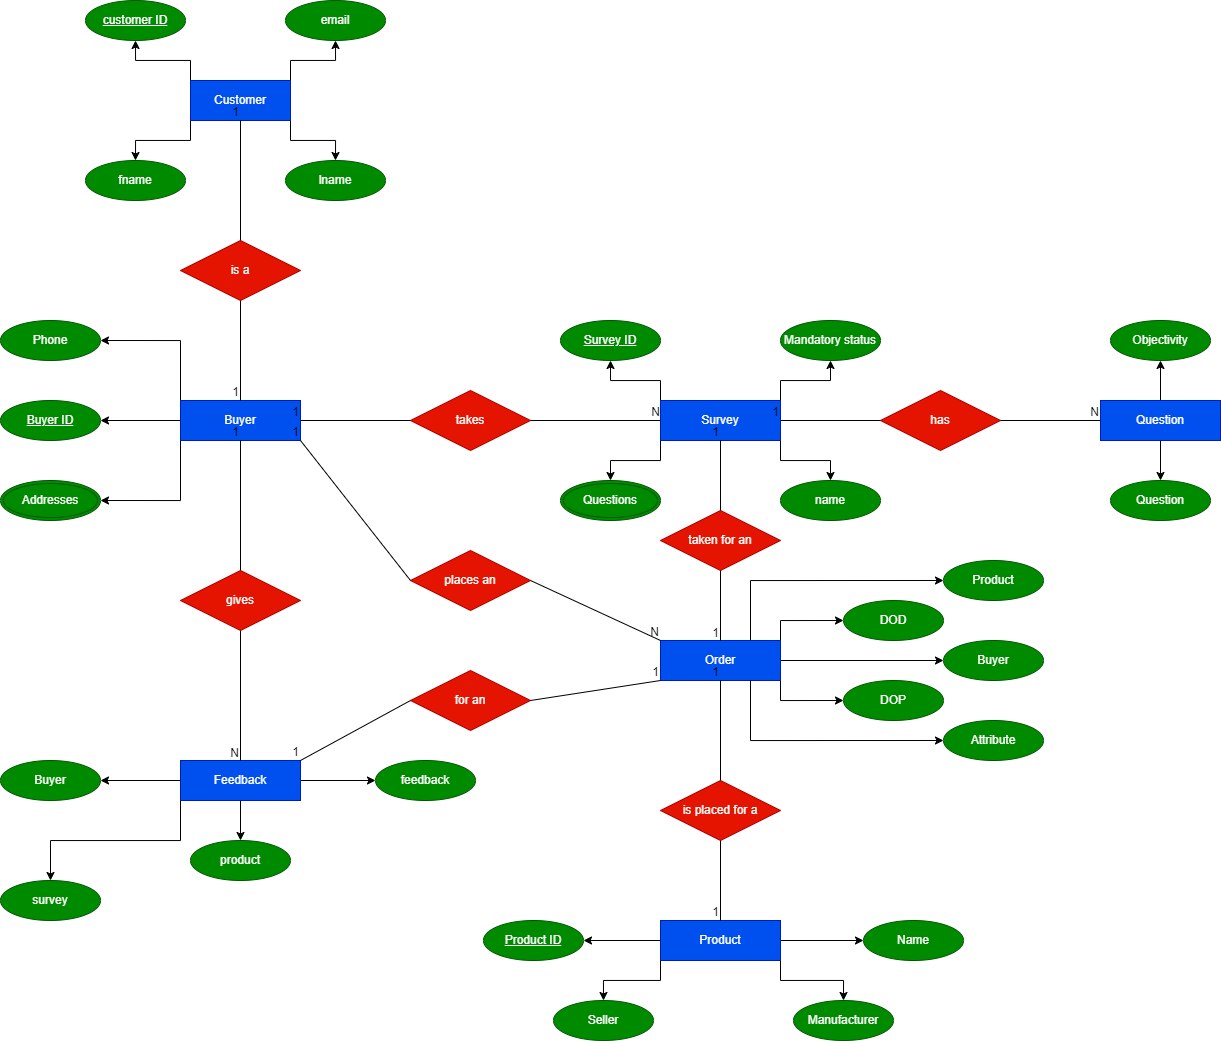 customer ID
email
Customer
1
fname
lname
is a
Phone
Survey ID
Mandatory status
Objectivity
1
Buyer ID
Buyer
1
takes
N
Survey
1
has
N
Question
1
1
1
Addresses
Questions
name
Question
taken for an
places an
Product
gives
DOD
N
1
Order
Buyer
1
1
for an
DOP
Attribute
N
1
Buyer
Feedback
feedback
is placed for a
product
survey
1
Product ID
Product
Name
Seller
Manufacturer